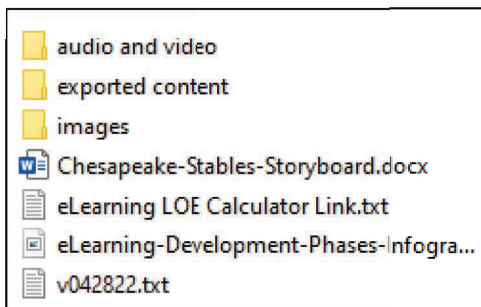 audio and video
exported content
images
Chesapeake-Stables-Storyboard.docx
eLearning LOE Calculator Link.txt
eLearning-Development-Phases-Infogra...
v042822.txt